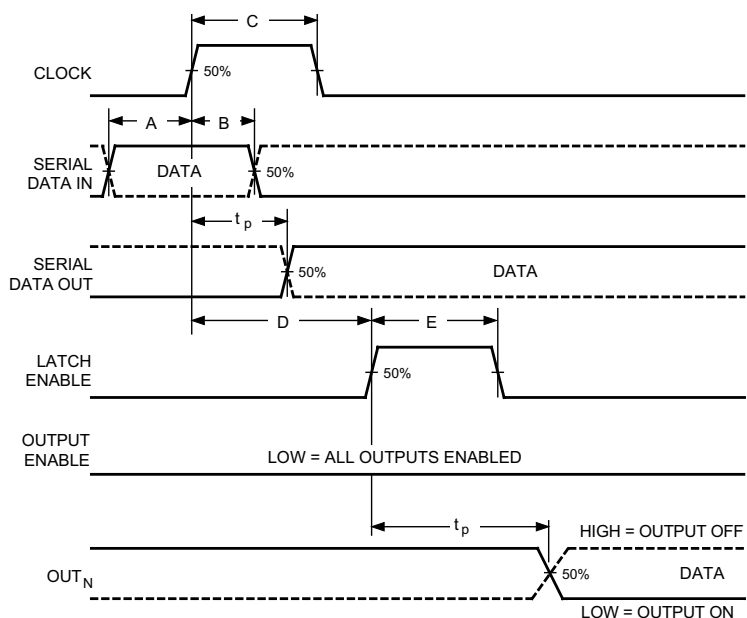 C
CLOCK
50%
A
B
SERIAL
DATA IN
DATA
50%
t p
SERIAL
DATA OUT
50%
DATA
D
E
LATCH
ENABLE
50%
OUTPUT
ENABLE
LOW = ALL OUTPUTS ENABLED
t p
HIGH = OUTPUT OFF
OUT N
50%
DATA
LOW = OUTPUT ON